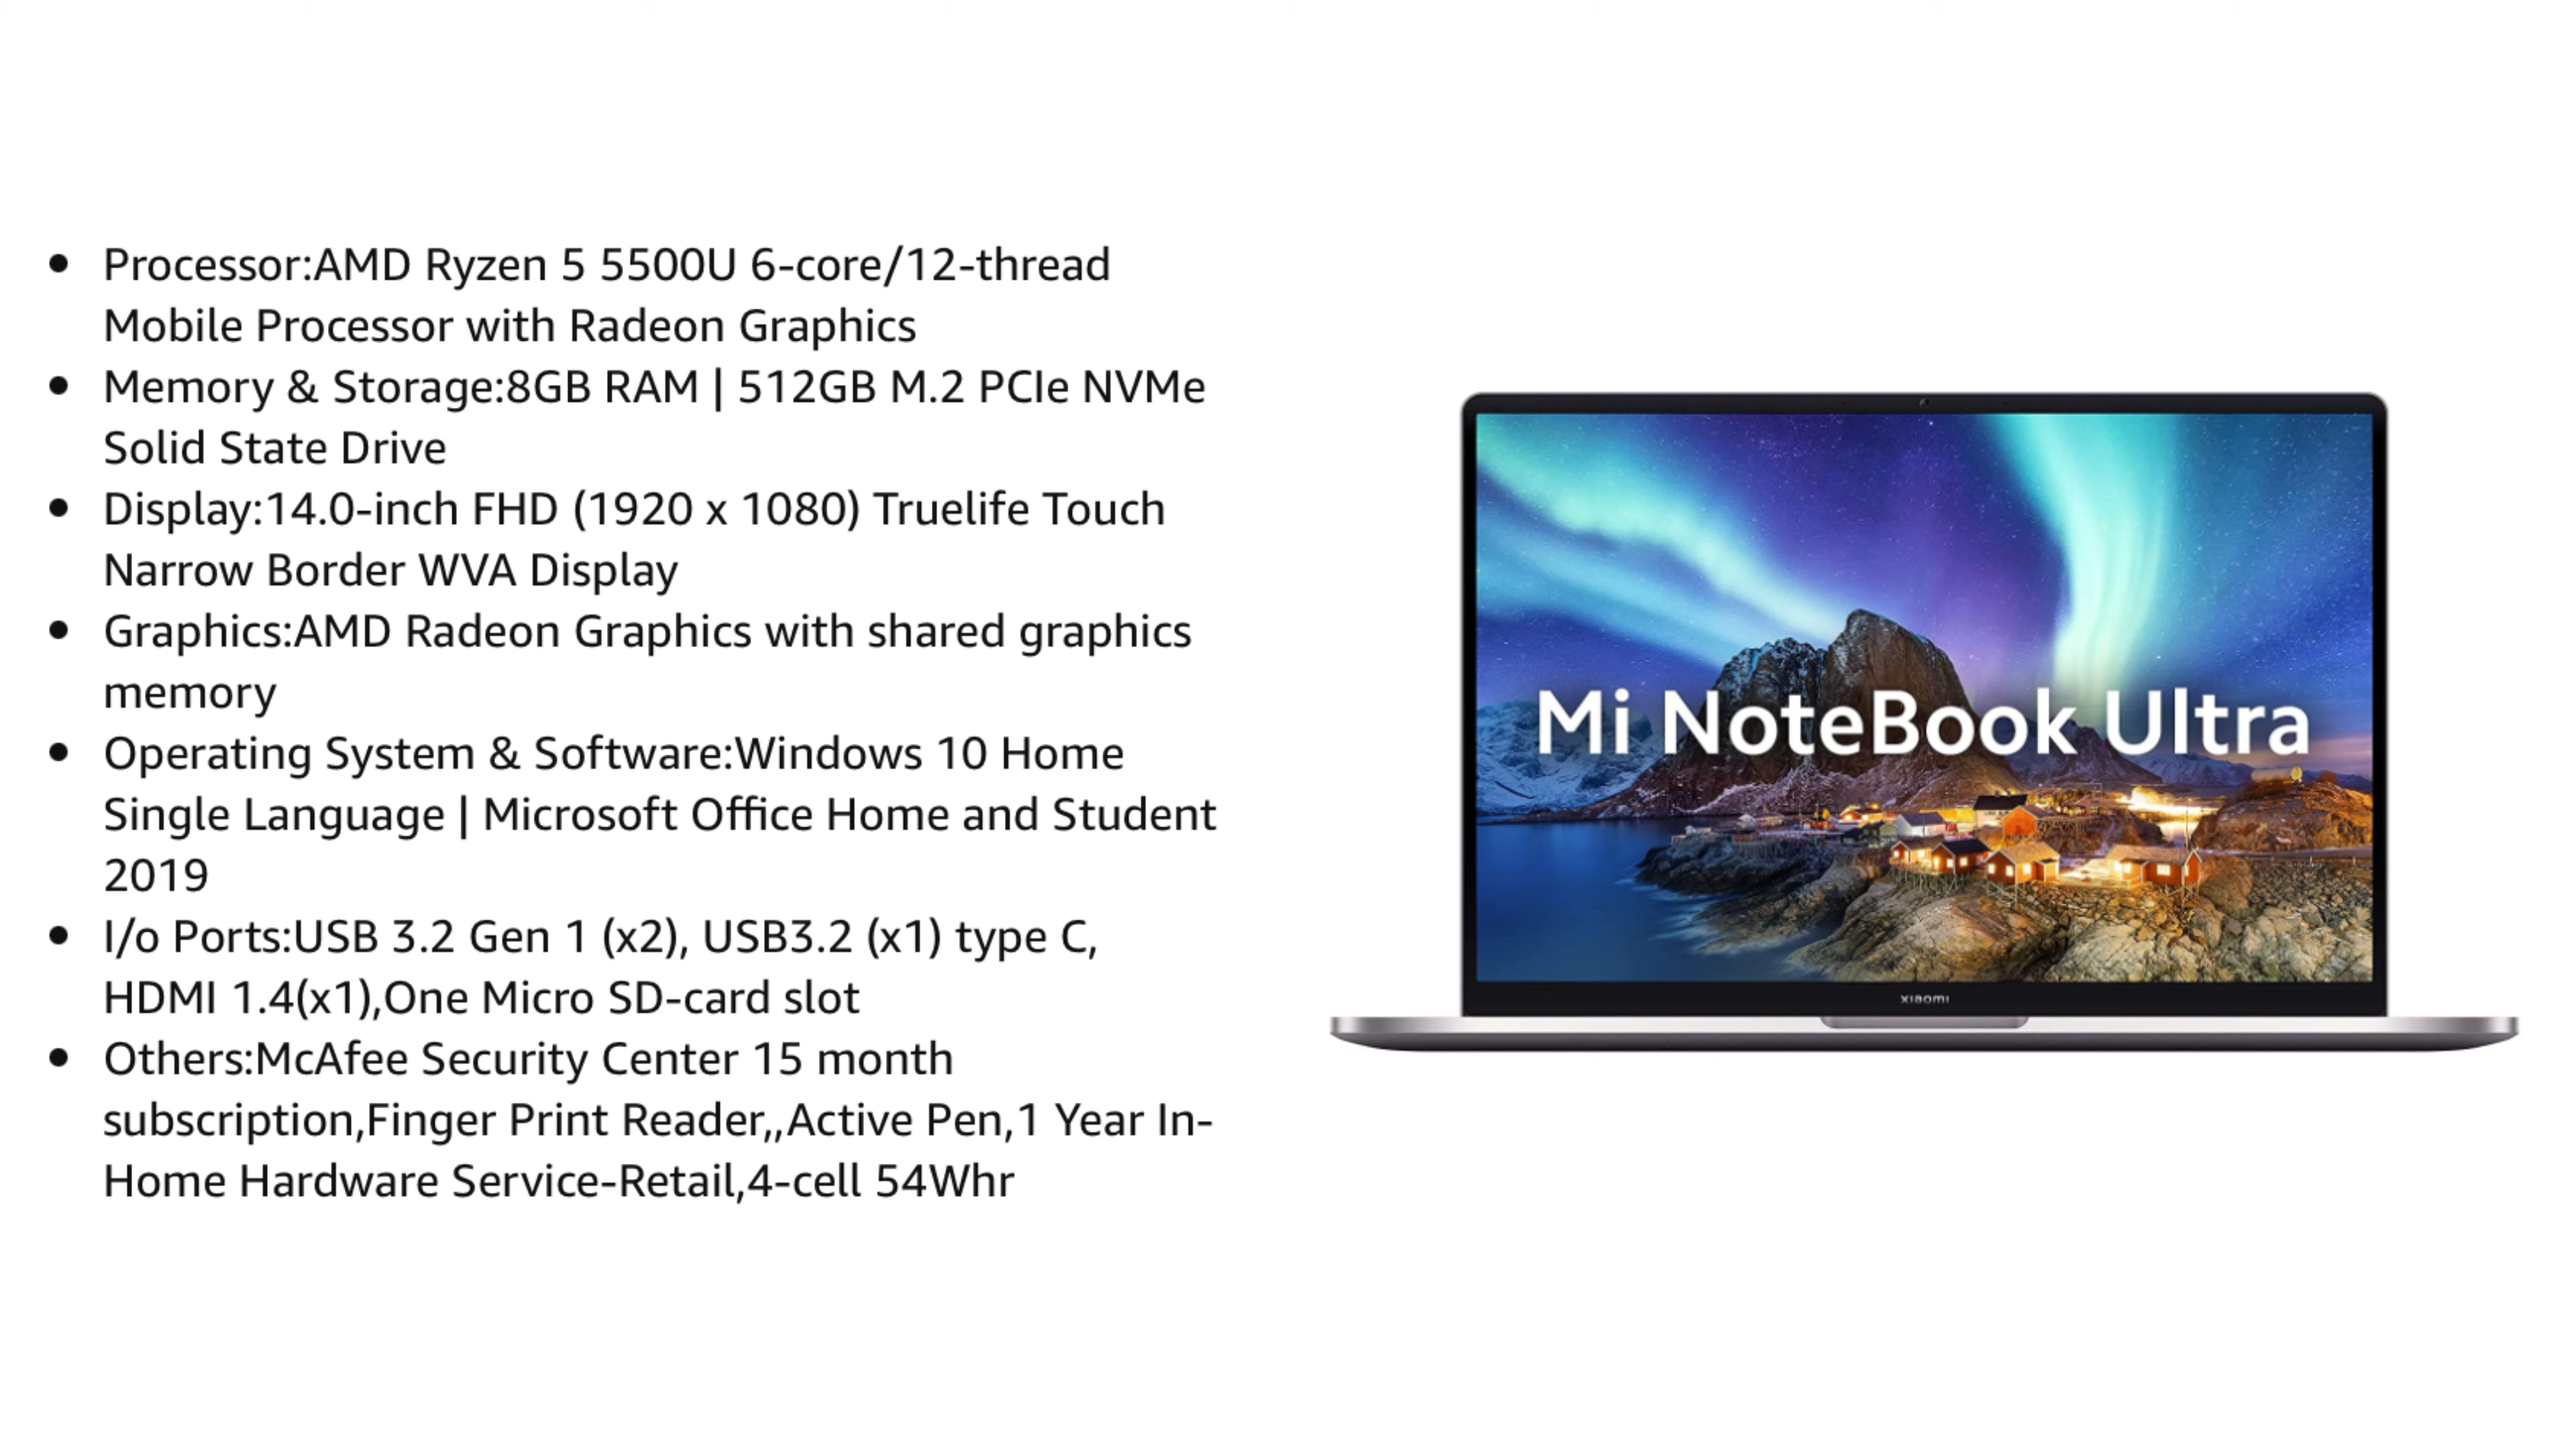 Processor:AMD Ryzen 5 5500U 6-core/12-thread
Mobile Processor with Radeon Graphics
Memory & Storage:8GB RAM | 512GB M.2 PCIe NVMe
Solid State Drive
Display:14.0-inch FHD (1920 x 1080) Truelife Touch
Narrow Border WVA Display
Graphics:AMD Radeon Graphics with shared graphics
memory
Operating System & Software:Windows 10 Home
Single Language | Microsoft Office Home and Student
2019
I/o Ports:USB 3.2 Gen 1 (x2), USB3.2 (x1) type C,
HDMI 1.4(x1),One Micro SD-card slot
Others:McAfee Security Center 15 month
subscription,Finger Print Reader,,Active Pen,1 Year In-
Home Hardware Service-Retail,4-cell 54Whr
Mi NoteBook Ultra
xiaomi